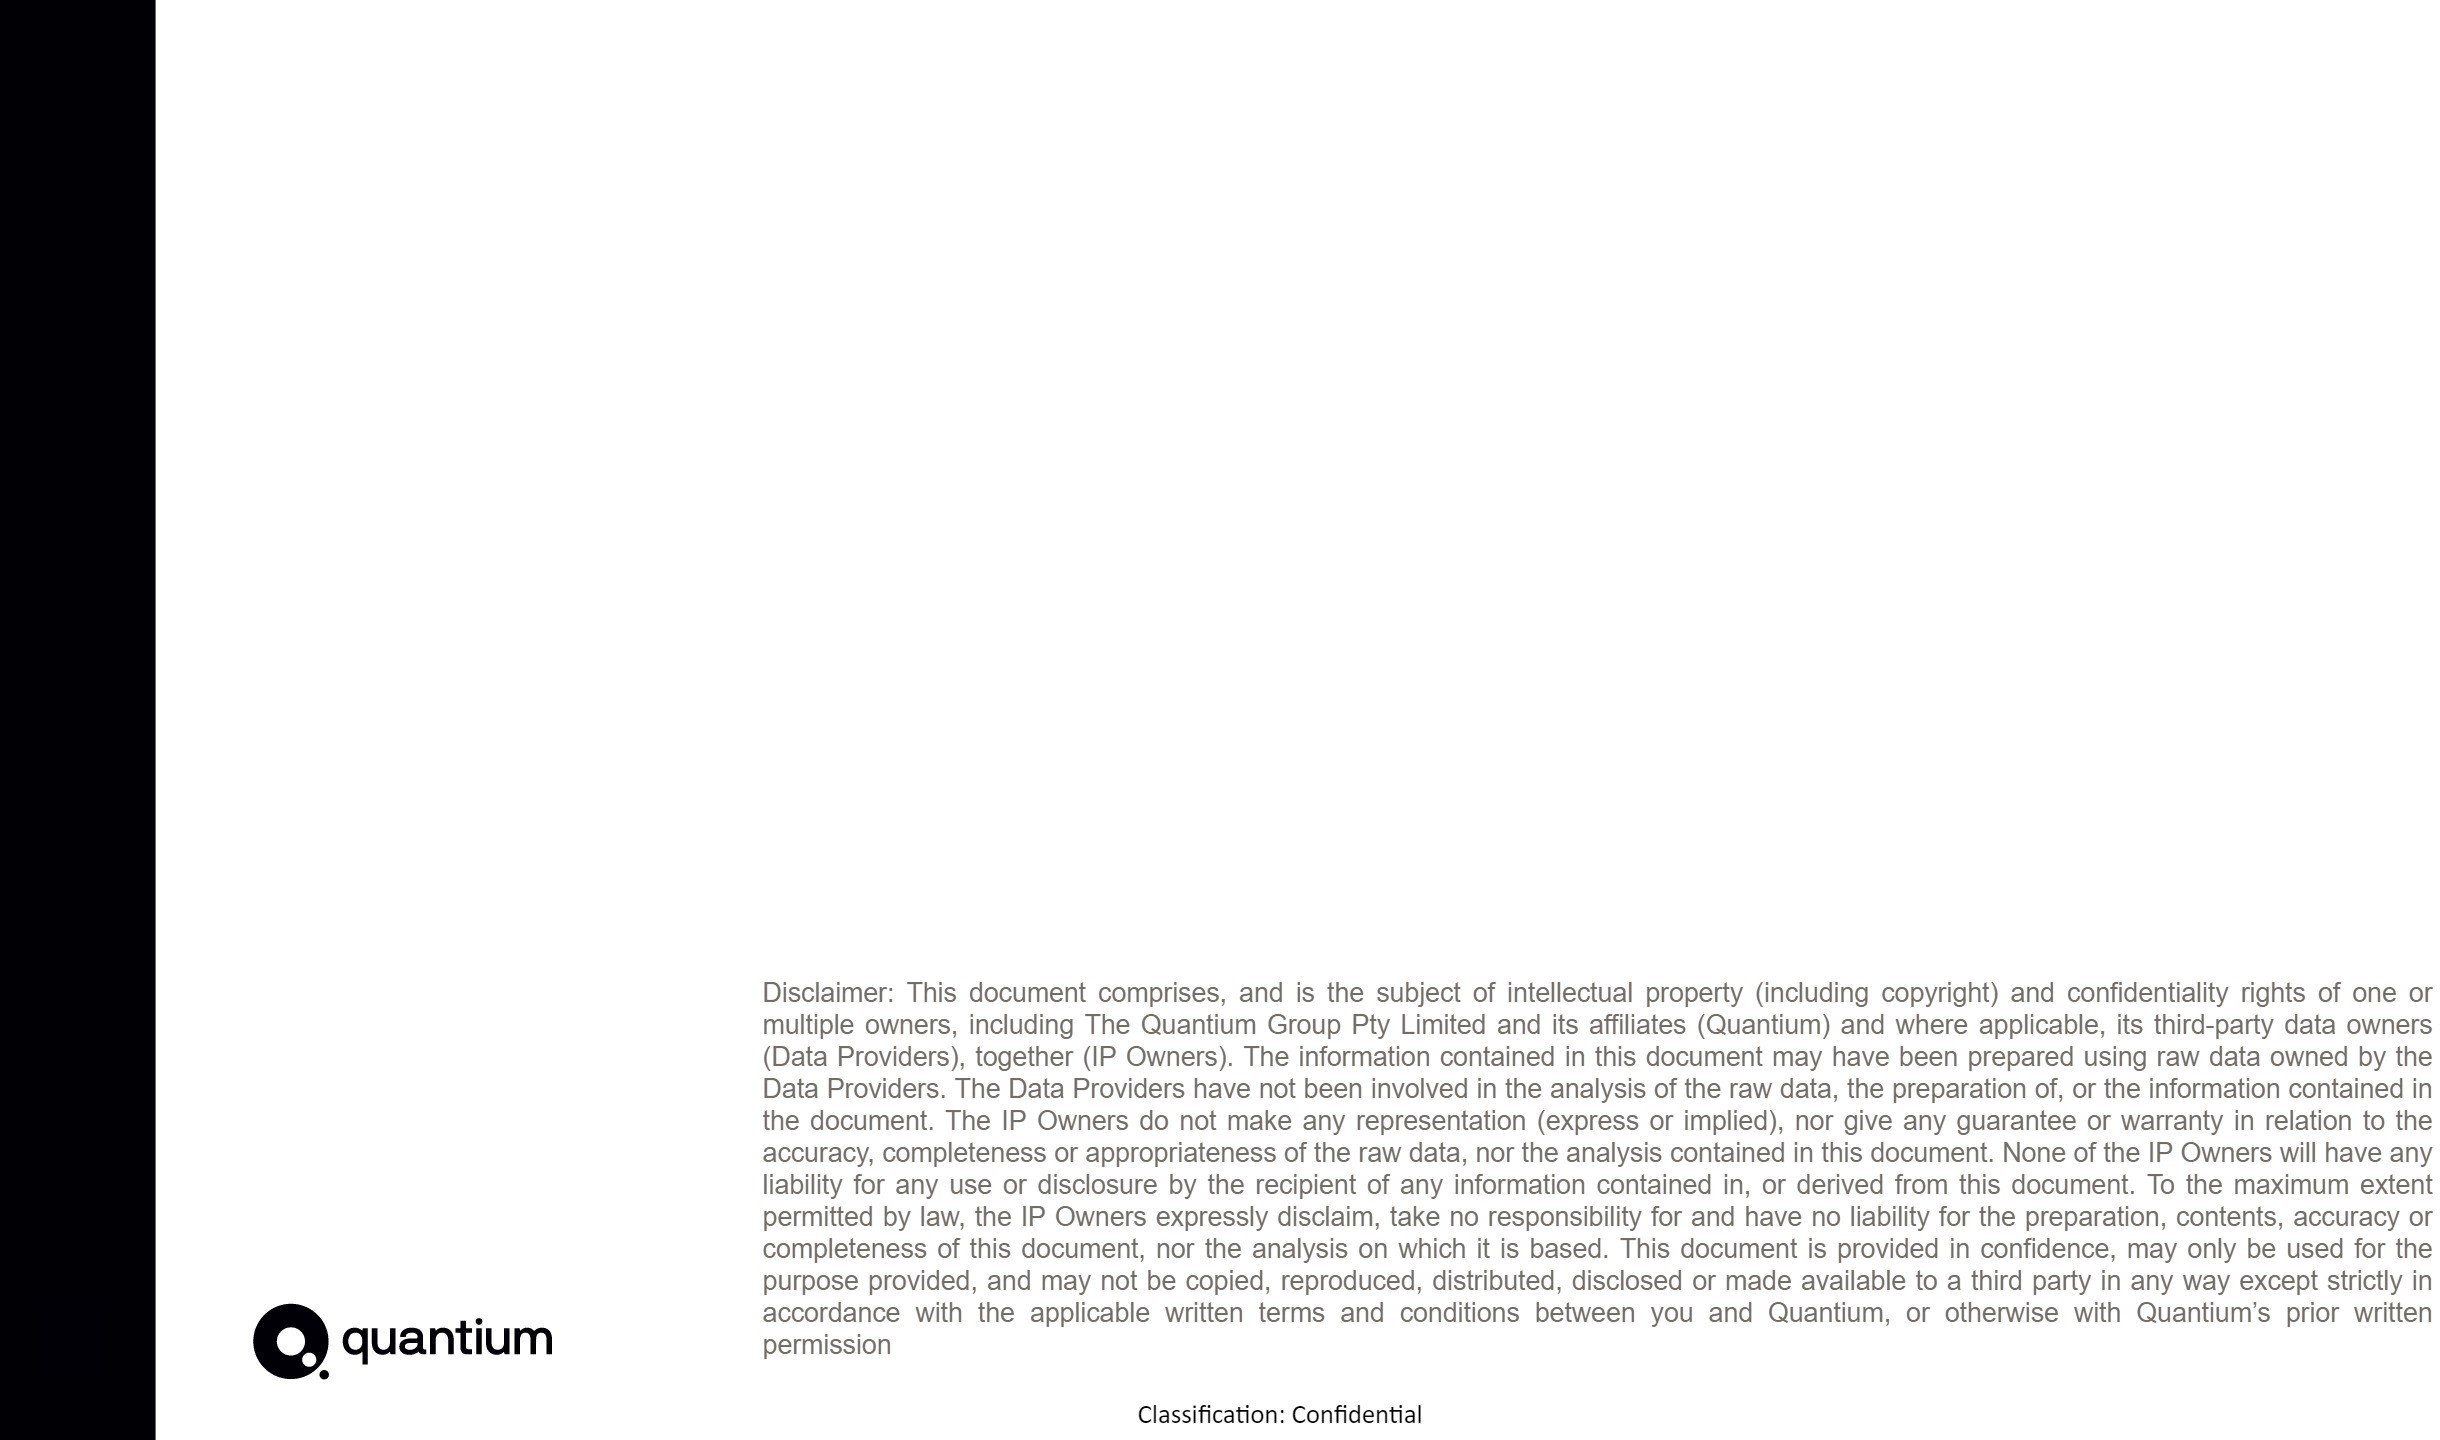 Disclaimer: This document comprises, and is the subject of intellectual property (including copyright) and confidentiality rights of one or
multiple owners, including The Quantium Group Pty Limited and its affiliates (Quantium) and where applicable, its third-party data owners
(Data Providers), together (IP Owners). The information contained in this document may have been prepared using raw data owned by the
Data Providers. The Data Providers have not been involved in the analysis of the raw data, the preparation of, or the information contained in
the document. The IP Owners do not make any representation (express or implied), nor give any guarantee or warranty in relation to the
accuracy, completeness or appropriateness of the raw data, nor the analysis contained in this document. None of the IP Owners will have any
liability for any use or disclosure by the recipient of any information contained in, or derived from this document. To the maximum extent
permitted by law, the IP Owners expressly disclaim, take no responsibility for and have no liability for the preparation, contents, accuracy or
completeness of this document, nor the analysis on which it is based. This document is provided in confidence, may only be used for the
purpose provided, and may not be copied, reproduced, distributed, disclosed or made available to a third party in any way except strictly in
accordance with the applicable written terms and conditions between you and Quantium, or otherwise with Quantium’s prior written
permission
quantium
Classification: Confidential